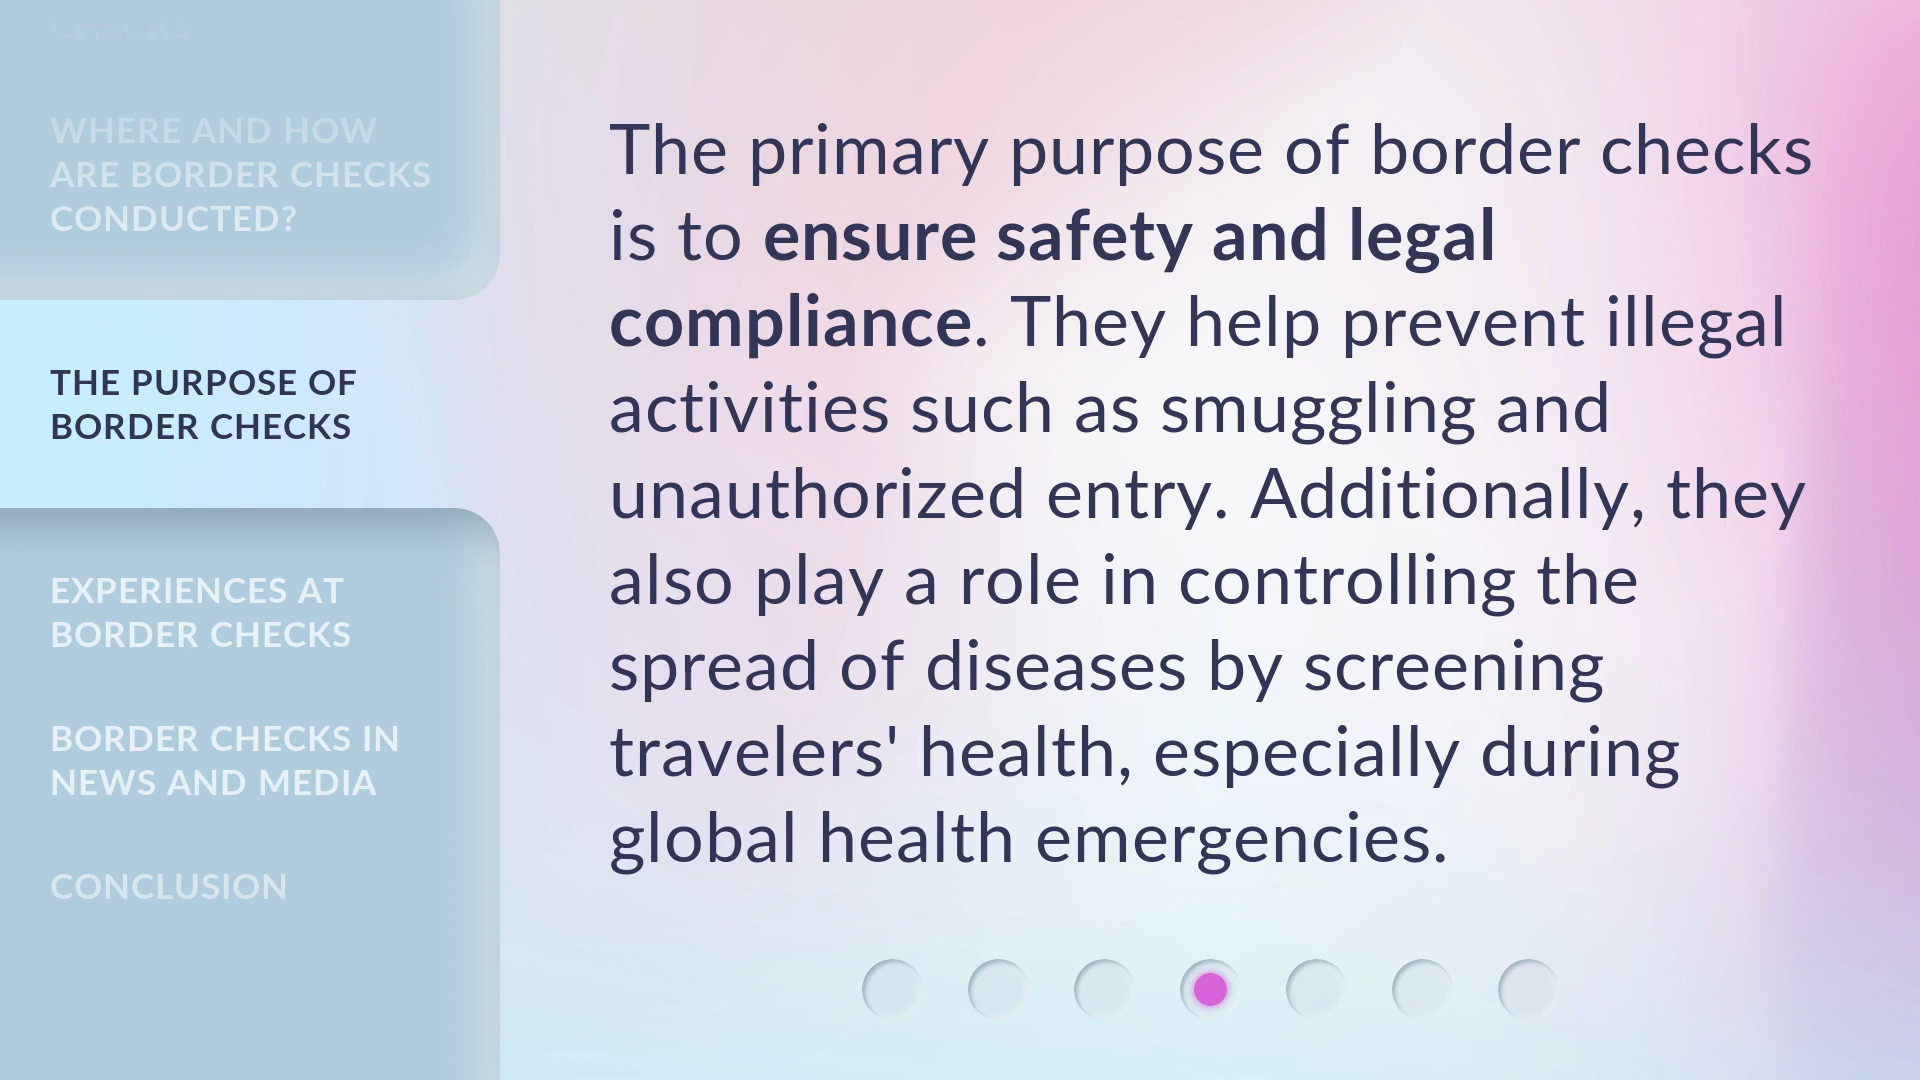 CHECKS
WHERE AND HOW
ARE BORDER CHECKS
CONDUCTED?
THE PURPOSE OF
BORDER CHECKS
EXPERIENCES AT
BORDER CHECKS
BORDER CHECKS IN
NEWS AND MEDIA
CONCLUSION
The primary purpose of border checks
is to ensure safety and legal
compliance. They help prevent illegal
activities such as smuggling and
unauthorized entry. Additionally, they
also play a role in controlling the
spread of diseases by screening
travelers' health, especially during
global health emergencies.